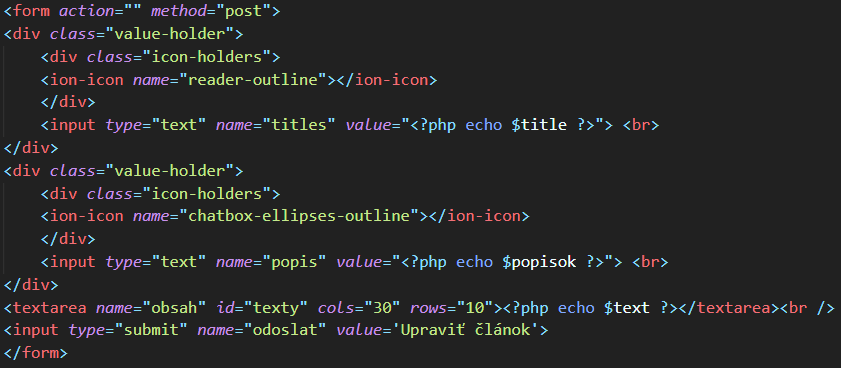 <form action="" method="post">
<div class="value-holder">
    <div class="icon-holders">
    <ion-icon name="reader-outline"></ion-icon>
    </div>
    <input type="text" name="titles" value="<?php echo $title ?>"> <br>
</div>
<div class="value-holder">
    <div class="icon-holders">
    <ion-icon name="chatbox-ellipses-outline"></ion-icon>
    </div>
    <input type="text" name="popis" value="<?php echo $popisok ?>"> <br>
</div>
<textarea name="obsah" id="texty" cols="30" rows="10"><?php echo $text ?></textarea><br />
<input type="submit" name="odoslat" value='Upraviť článok'>
</form>